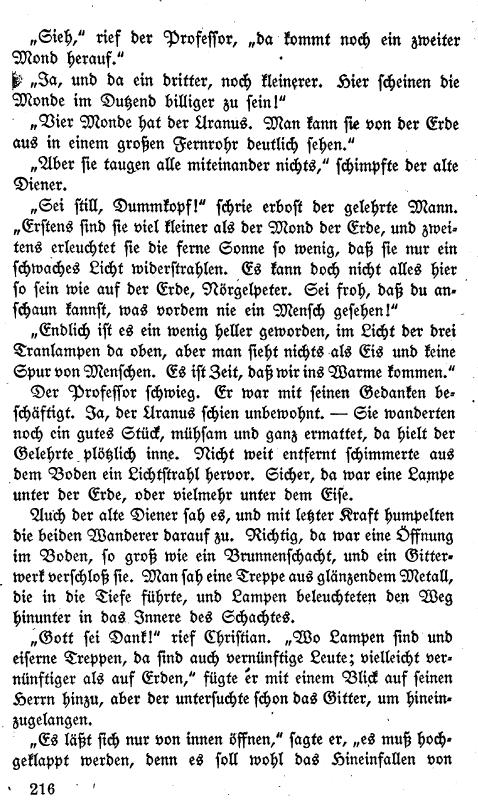 „Sieh,“ rief der Professor, „da kommt noch ein zweiter
Mond herauf.“
„Ja, und da ein dritter, noch kleinerer. Hier scheinen die
Monde im Dutzend billiger zu sein!“
„Vier Monde hat der Uranus. Man kann sie von der Erde
aus in einem großen Fernrohr deutlich sehen.“
„Aber sie taugen alle miteinander nichts,“ schimpfte der alte
Diener.
„Sei still, Dummkopf!“ schrie erbost der gelehrte Mann.
„Erstens sind sie viel kleiner als der Mond der Erde, und zwei-
tens erleuchtet sie die ferne Sonne so wenig, daß sie nur ein
schwaches Licht widerstrahlen. Es kann doch nicht alles hier
so sein wie auf der Erde, Nörgelpeter. Sei froh, daß du an-
schaun kannst, was vordem nie ein Mensch gesehen!“
„Endlich ist es ein wenig heller geworden, im Licht der drei
Tranlampen da oben, aber man sieht nichts als Eis und keine
Spur von Menschen. Es ist Zeit, daß wir ins Warme kommen.“
Der Professor schwieg. Er war mit seinen Gedanken be-
schäftigt. Ja, der Uranus schien unbewohnt. — Sie wanderten
noch ein gutes Stück, mühsam und ganz ermattet, da hielt der
Gelehrte plötzlich inne. Nicht weit entfernt schimmerte aus
dem Boden ein Lichtstrahl hervor. Sicher, da war eine Lampe
unter der Erde, oder vielmehr unter dem Eise.
Auch der alte Diener sah es, und mit letzter Kraft humpelten
die beiden Wanderer darauf zu. Richtig, da war eine Öffnung
im Boden, so groß wie ein Brunnenschacht, und ein Gitter-
werk verschloß sie. Man sah eine Treppe aus glänzendem Metall,
die in die Tiefe führte, und Lampen beleuchteten den Weg
hinunter in das Innere des Schachtes.
„Gott sei Dank!“ rief Christian. „Wo Lampen sind und
eiserne Treppen, da sind auch vernünftige Leute; vielleicht ver-
nünftiger als auf Erden,“ fügte er mit einem Blick auf seinen
Herrn hinzu, aber der untersuchte schon das Gitter, um hinein-
zugelangen.
„Es läßt sich nur von innen öffnen,“ sagte er, „es muß hoch-
geklappt werden, denn es soll wohl das Hineinfallen von
216